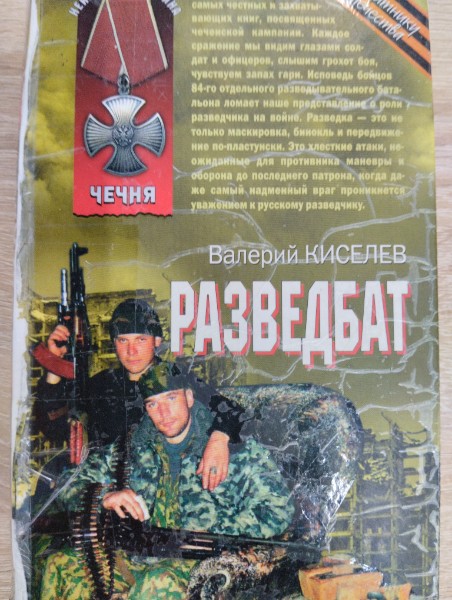 самых честных и захваты-
вающих книг, посвященных
чеченской кампании. Каждое
сражение мы видим глазами сол-
дат и офицеров, слышим грохот боя,
чувствуем запах гари. Исповедь бойцов
84-го отдельного разведывательного бата-
льона ломает наше представление о роли
разведчика на войне. Разведка — это не
только маскировка, бинокль и передвиже-
ние по-пластунски. Это хлесткие атаки, не-
ожиданные для противника маневры и
оборона до последнего патрона, когда да-
же самый надменный враг проникнется
уважением к русскому разведчику.
ЧЕЧНЯ
Валерий КИСЕЛЕВ
РАЗВЕДБАТ